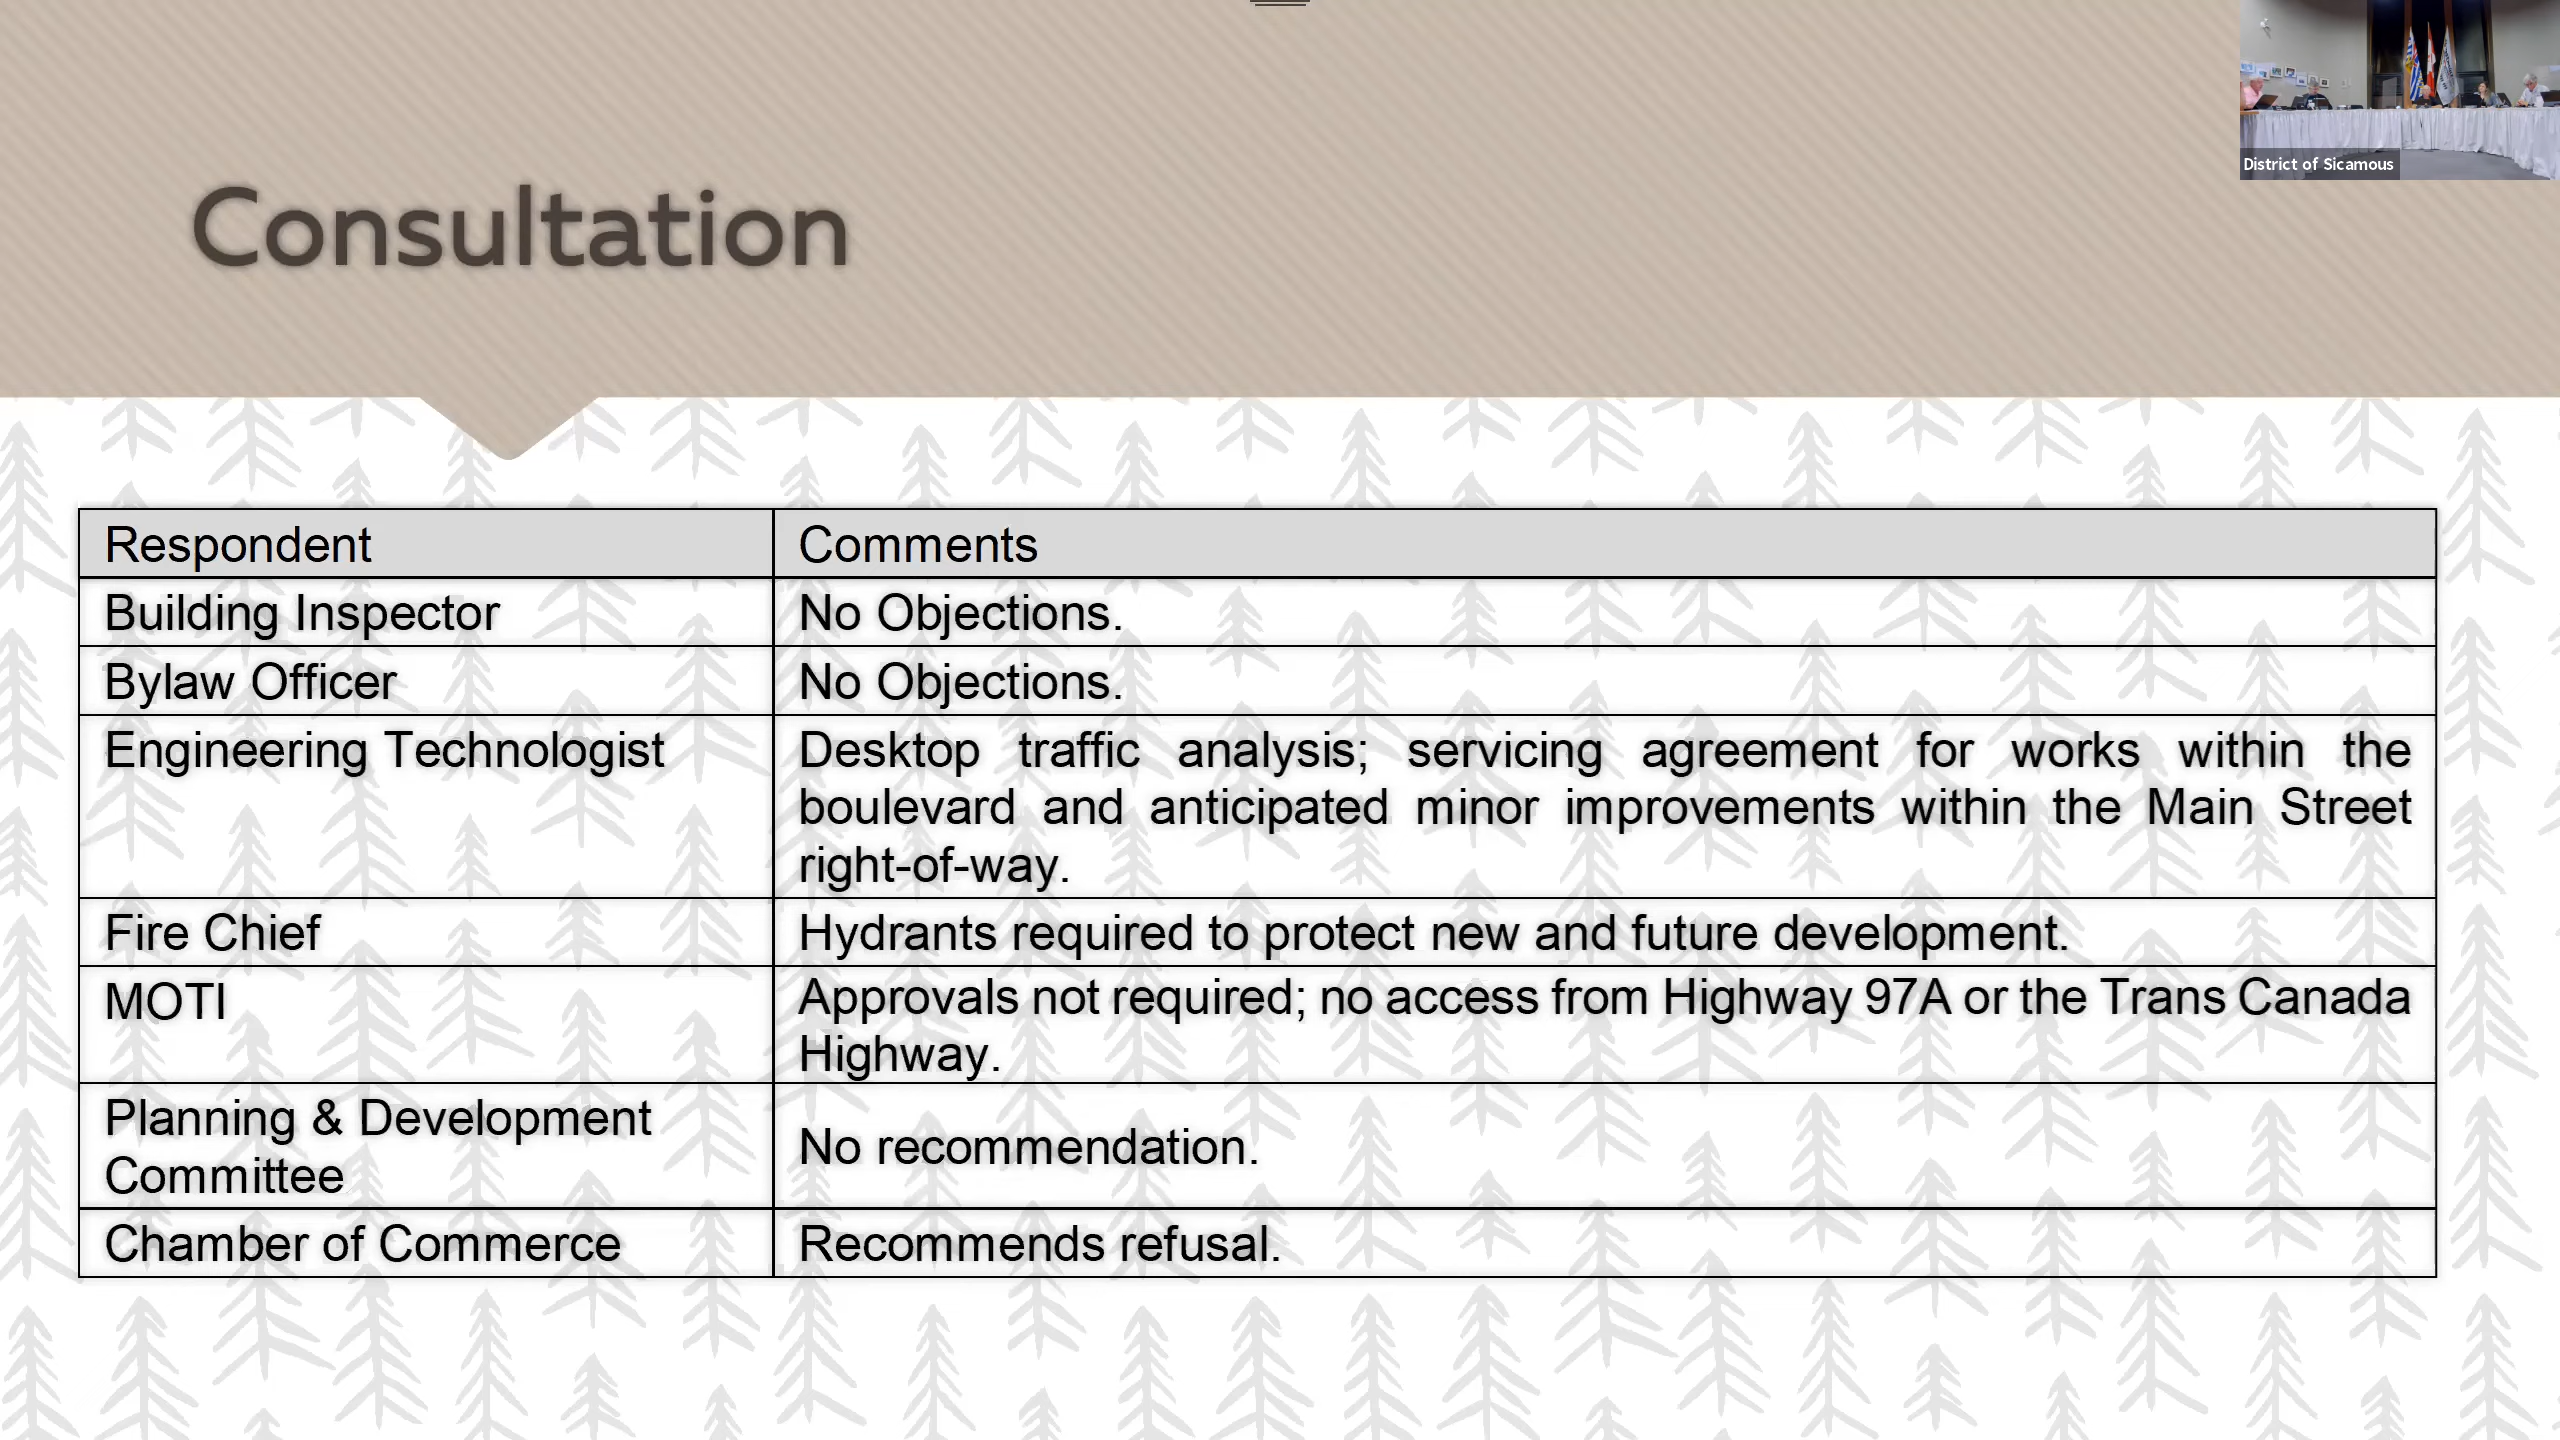 Consultation
District of Sicamous
Respondent
Comments
Building Inspector
No Objections.
Bylaw Officer
No Objections.
Engineering Technologist
Desktop traffic analysis; servicing agreement for works within the
boulevard and anticipated minor improvements within the Main Street
right-of-way.
Fire Chief
Hydrants required to protect new and future development.
MOTI
Approvals not required; no access from Highway 97A or the Trans Canada
Highway.
Planning & Development
Committee
No recommendation.
Chamber of Commerce
Recommends refusal.